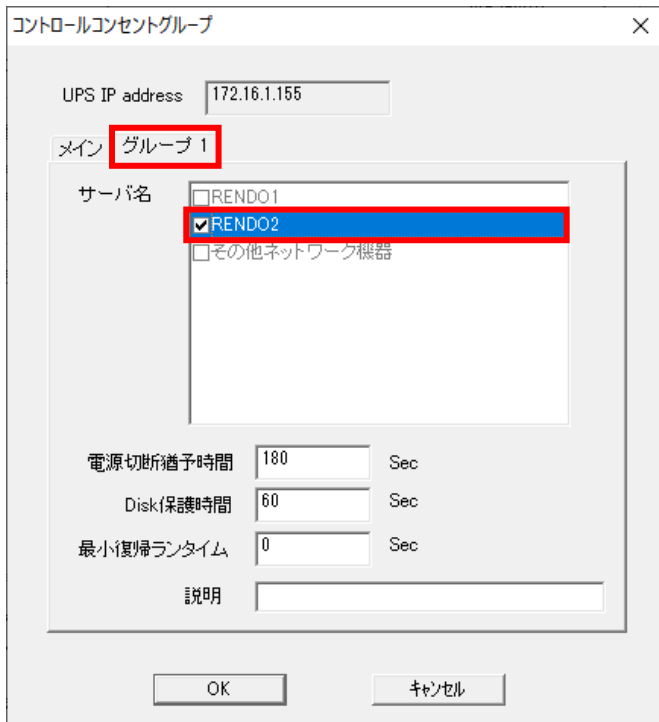 コントロールコンセントグループ
UPS IP address 172.16.1.155
メイン グループ 1
サーバ名
RENDO1
RENDO2
その他ネットワーク機器
電源切断猶予時間 180 Sec
Disk保護時間 60 Sec
最小復帰ランタイム 0 Sec
説明
OK キャンセル